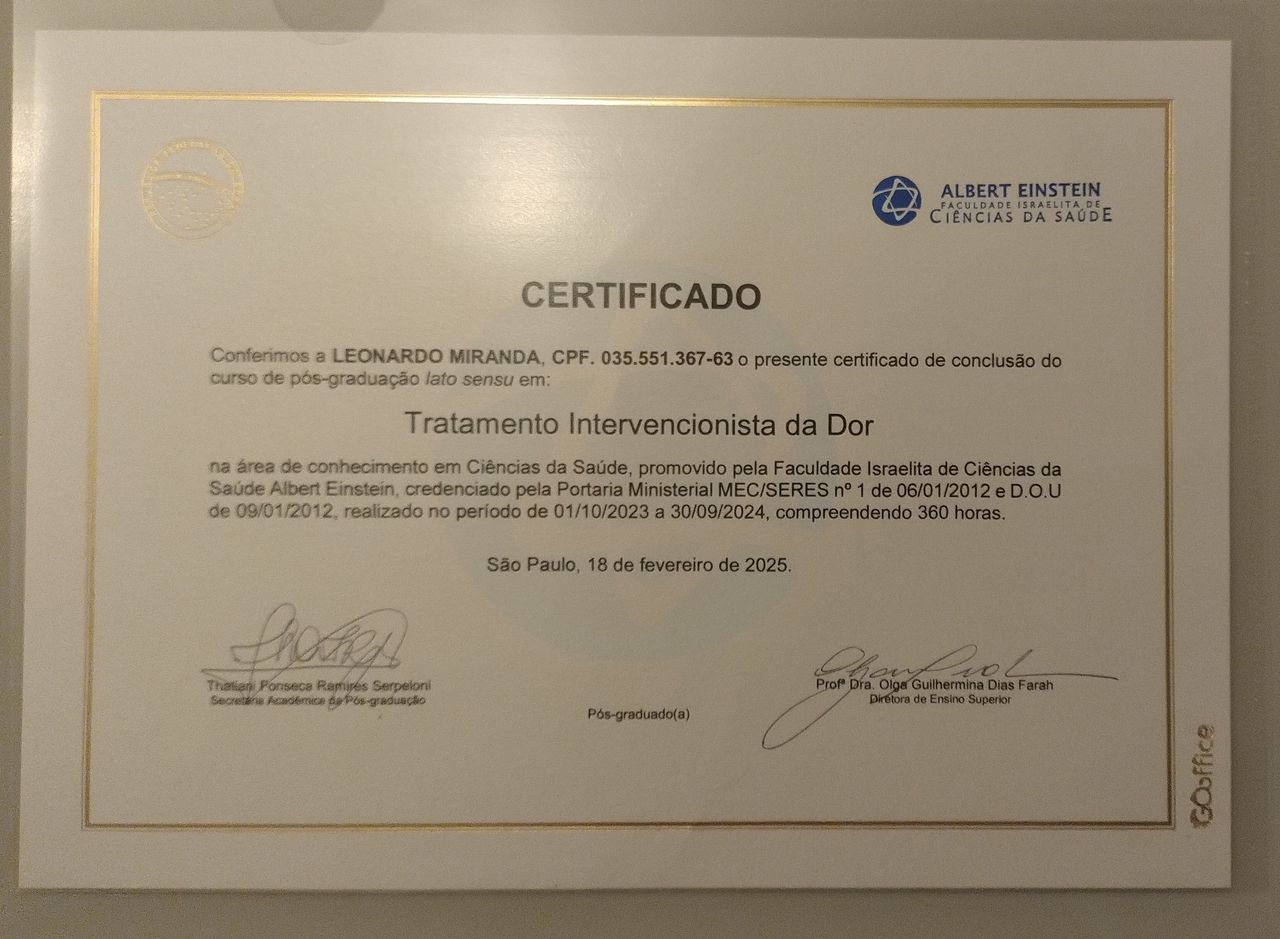 ALBERT EINSTEIN
FACULDADE ISRAELITA DE
CIÊNCIAS DA SAÚDE
CERTIFICADO
Conferimos a LEONARDO MIRANDA, CPF. 035.551.367-63 o presente certificado de conclusão do
curso de pós-graduação lato sensu em:
Tratamento Intervencionista da Dor
na área de conhecimento em Ciências da Saúde, promovido pela Faculdade Israelita de Ciências da
Saúde Albert Einstein, credenciado pela Portaria Ministerial MEC/SERES nº 1 de 06/01/2012 e D.O.U
de 09/01/2012, realizado no período de 01/10/2023 a 30/09/2024, compreendendo 360 horas.
São Paulo, 18 de fevereiro de 2025.
Thatiani Fonseca Ramires Serpeloni
Secretária Acadêmica da Pós-graduação
Profª Dra. Olga Guilhermina Dias Farah
Diretora de Ensino Superior
Pós-graduado(a)
GOoffice